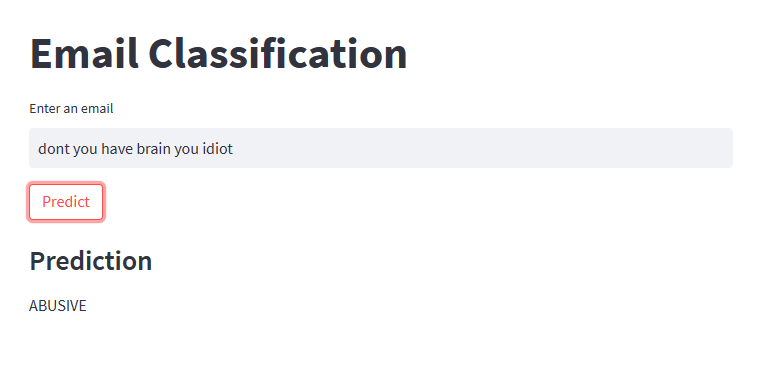 Email Classification
Enter an email
dont you have brain you idiot
Predict
Prediction
ABUSIVE